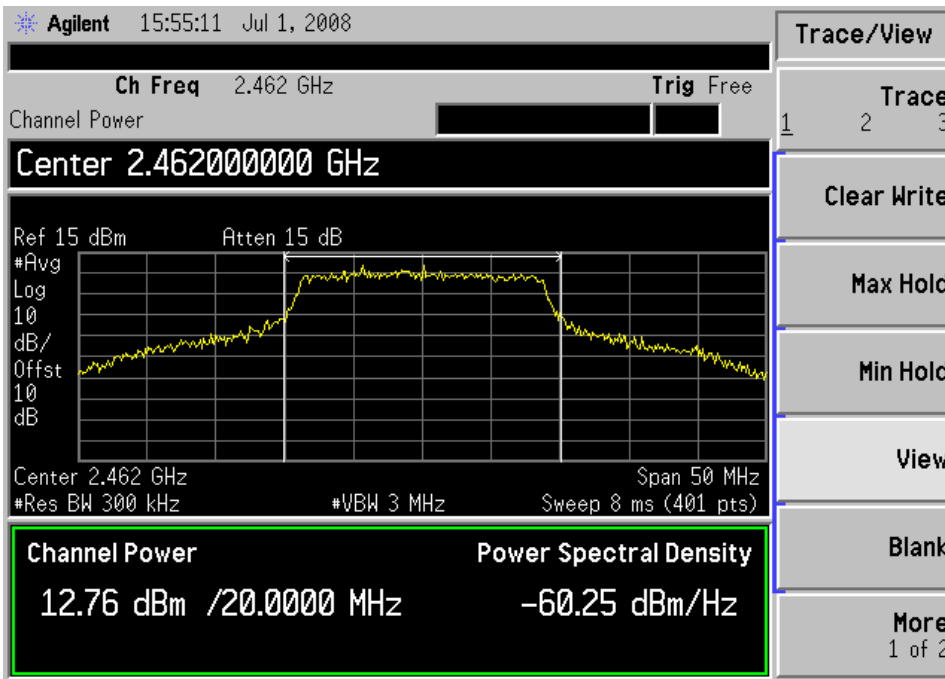 Agilent 15:55:11 Jul 1, 2008
Trace/View
Ch Freq 2.462 GHz Trig Free
Channel Power
Center 2.462000000 GHz
Ref 15 dBm Atten 15 dB
#Avg
Log
10
dB/
Offst
10
dB
Center 2.462 GHz Span 50 MHz
#Res BW 300 kHz #VBW 3 MHz Sweep 8 ms (401 pts)
Channel Power Power Spectral Density
12.76 dBm /20.0000 MHz -60.25 dBm/Hz
Trace
1 2 3
Clear Write
Max Hold
Min Hold
View
Blank
More
1 of 2